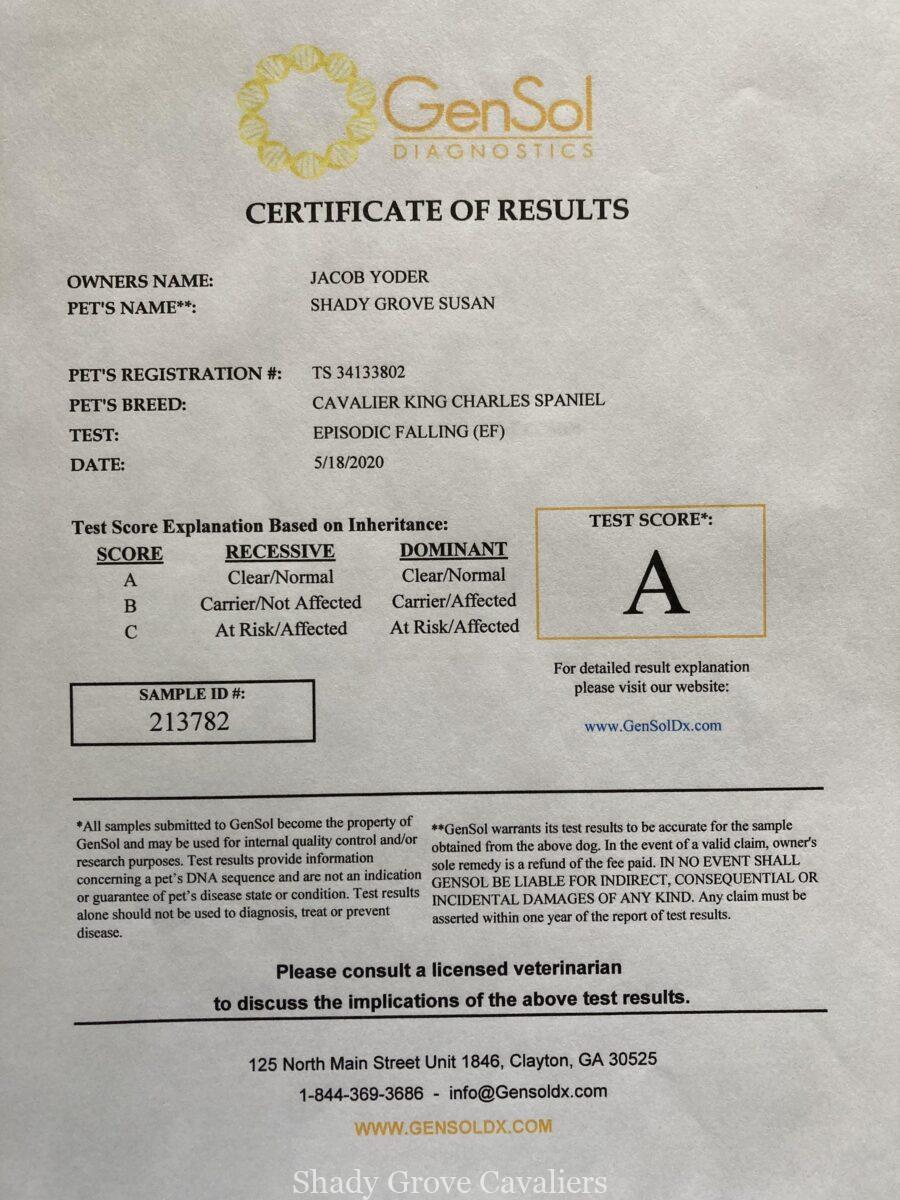 GenSol
DIAGNOSTICS
CERTIFICATE OF RESULTS
OWNERS NAME: JACOB YODER
PET'S NAME**: SHADY GROVE SUSAN
PET'S REGISTRATION #: TS 34133802
PET'S BREED: CAVALIER KING CHARLES SPANIEL
TEST: EPISODIC FALLING (EF)
DATE: 5/18/2020
Test Score Explanation Based on Inheritance:
SCORE RECESSIVE DOMINANT
A Clear/Normal Clear/Normal
B Carrier/Not Affected Carrier/Affected
C At Risk/Affected At Risk/Affected
TEST SCORE*:
A
For detailed result explanation
please visit our website:
www.GenSolDx.com
SAMPLE ID #:
213782
*All samples submitted to GenSol become the property of
GenSol and may be used for internal quality control and/or
research purposes. Test results provide information
concerning a pet's DNA sequence and are not an indication
or guarantee of pet's disease state or condition. Test results
alone should not be used to diagnosis, treat or prevent
disease.
**GenSol warrants its test results to be accurate for the sample
obtained from the above dog. In the event of a valid claim, owner's
sole remedy is a refund of the fee paid. IN NO EVENT SHALL
GENSOL BE LIABLE FOR INDIRECT, CONSEQUENTIAL OR
INCIDENTAL DAMAGES OF ANY KIND. Any claim must be
asserted within one year of the report of test results.
Please consult a licensed veterinarian
to discuss the implications of the above test results.
125 North Main Street Unit 1846, Clayton, GA 30525
1-844-369-3686 - info@Gensoldx.com
WWW.GENSOLDX.COM
Shady Grove Cavaliers